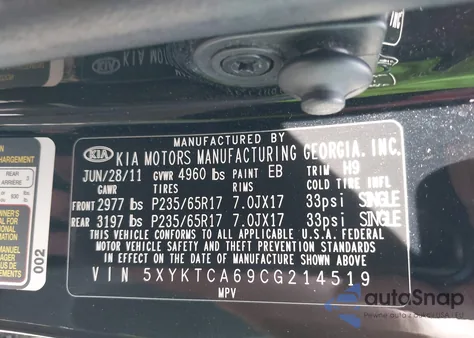 MANUFACTURED BY
KIA KIA MOTORS MANUFACTURING GEORGIA, INC.
JUN/28/11 GVWR 4960 lbs PAINT EB TRIM H9
GAWR TIRES RIMS COLD TIRE INFL
FRONT 2977 lbs P235/65R17 7.0JX17 33psi SINGLE
REAR 3197 lbs P235/65R17 7.0JX17 33psi SINGLE
THIS VEHICLE CONFORMS TO ALL APPLICABLE
U.S. FEDERAL MOTOR VEHICLE SAFETY
AND THEFT PREVENTION STANDARDS
IN EFFECT ON THE DATE OF MANUFACTURE SHOWN ABOVE.
VIN 5XYKTCA69CG214519
MPV
002
autoSnap